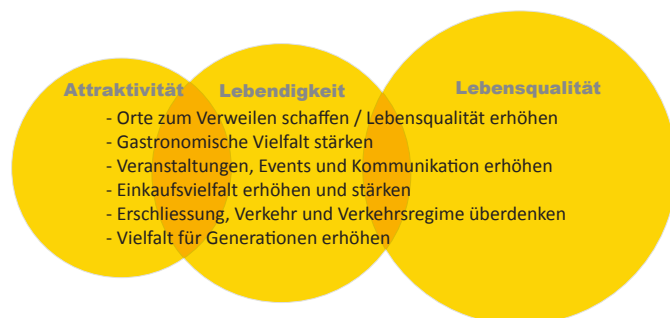 Attraktivität Lebendigkeit Lebensqualität
- Orte zum Verweilen schaffen / Lebensqualität erhöhen
- Gastronomische Vielfalt stärken
- Veranstaltungen, Events und Kommunikation erhöhen
- Einkaufsvielfalt erhöhen und stärken
- Erschliessung, Verkehr und Verkehrsregime überdenken
- Vielfalt für Generationen erhöhen